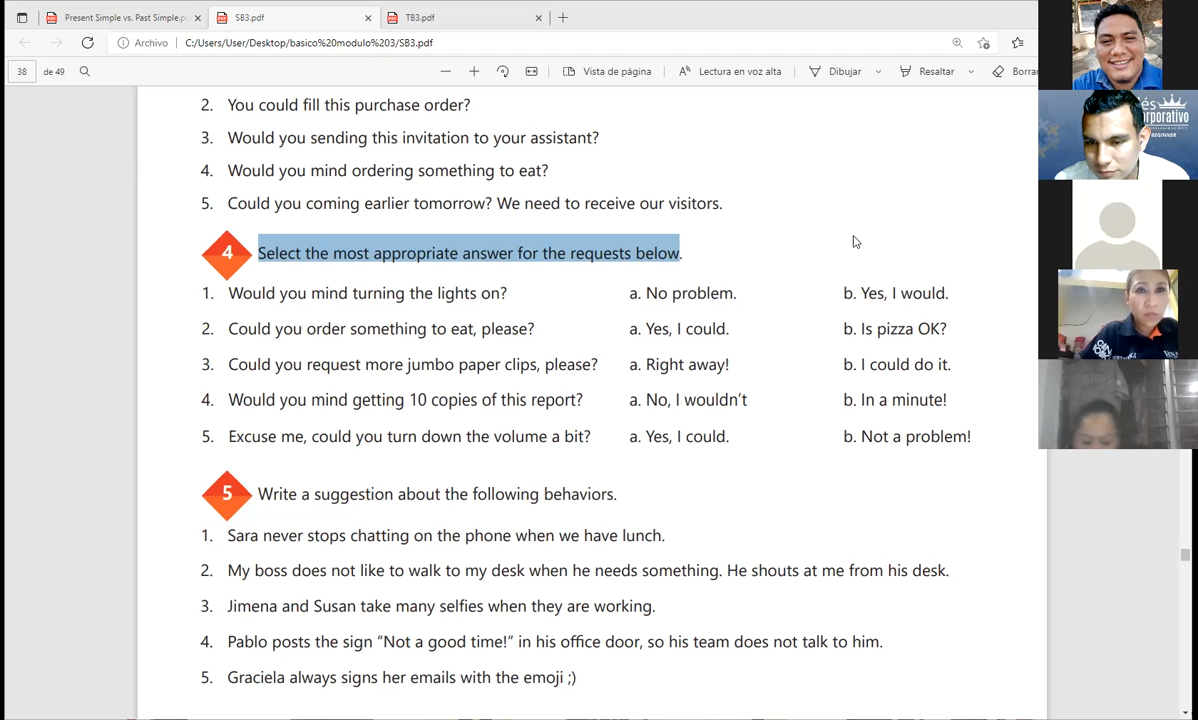 Present Simple vs. Past Simple.p
SB3.pdf
TB3.pdf
Archivo
C:/Users/User/Desktop/basico%20modulo%203/SB3.pdf
38
de 49
Vista de página
Lectura en voz alta
Dibujar
Resaltar
Borrar
2. You could fill this purchase order?
3. Would you sending this invitation to your assistant?
4. Would you mind ordering something to eat?
5. Could you coming earlier tomorrow? We need to receive our visitors.
4 Select the most appropriate answer for the requests below.
1. Would you mind turning the lights on? a. No problem. b. Yes, I would.
2. Could you order something to eat, please? a. Yes, I could. b. Is pizza OK?
3. Could you request more jumbo paper clips, please? a. Right away! b. I could do it.
4. Would you mind getting 10 copies of this report? a. No, I wouldn't b. In a minute!
5. Excuse me, could you turn down the volume a bit? a. Yes, I could. b. Not a problem!
5 Write a suggestion about the following behaviors.
1. Sara never stops chatting on the phone when we have lunch.
2. My boss does not like to walk to my desk when he needs something. He shouts at me from his desk.
3. Jimena and Susan take many selfies when they are working.
4. Pablo posts the sign “Not a good time!” in his office door, so his team does not talk to him.
5. Graciela always signs her emails with the emoji ;)
és
rporativo
BEGINNER